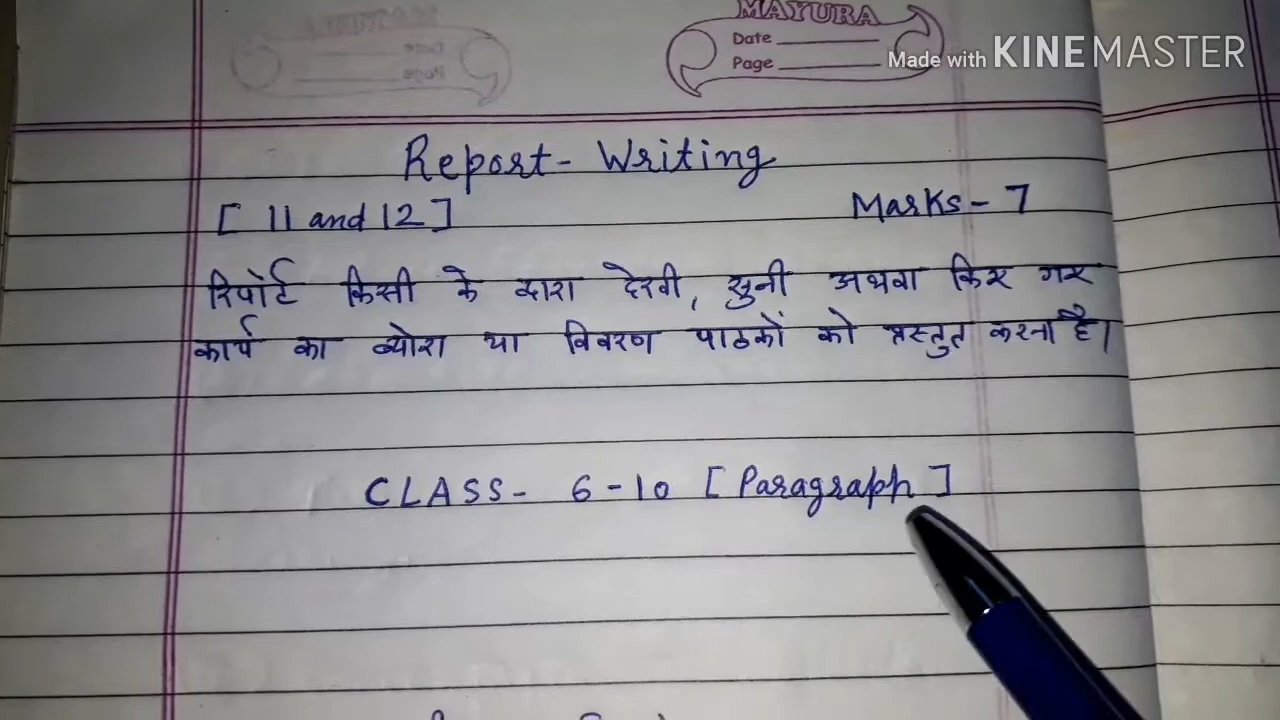 MAYURA
Date
Page
Made with KINEMASTER
Report- Writing
[ 11 and 12 ]
Marks - 7
रिपोर्ट किसी के द्वारा देखी, सुनी अथवा किए गए
कार्य का ब्योरा या विवरण पाठकों को प्रस्तुत करना है।
CLASS- 6-10 [ Paragraph ]